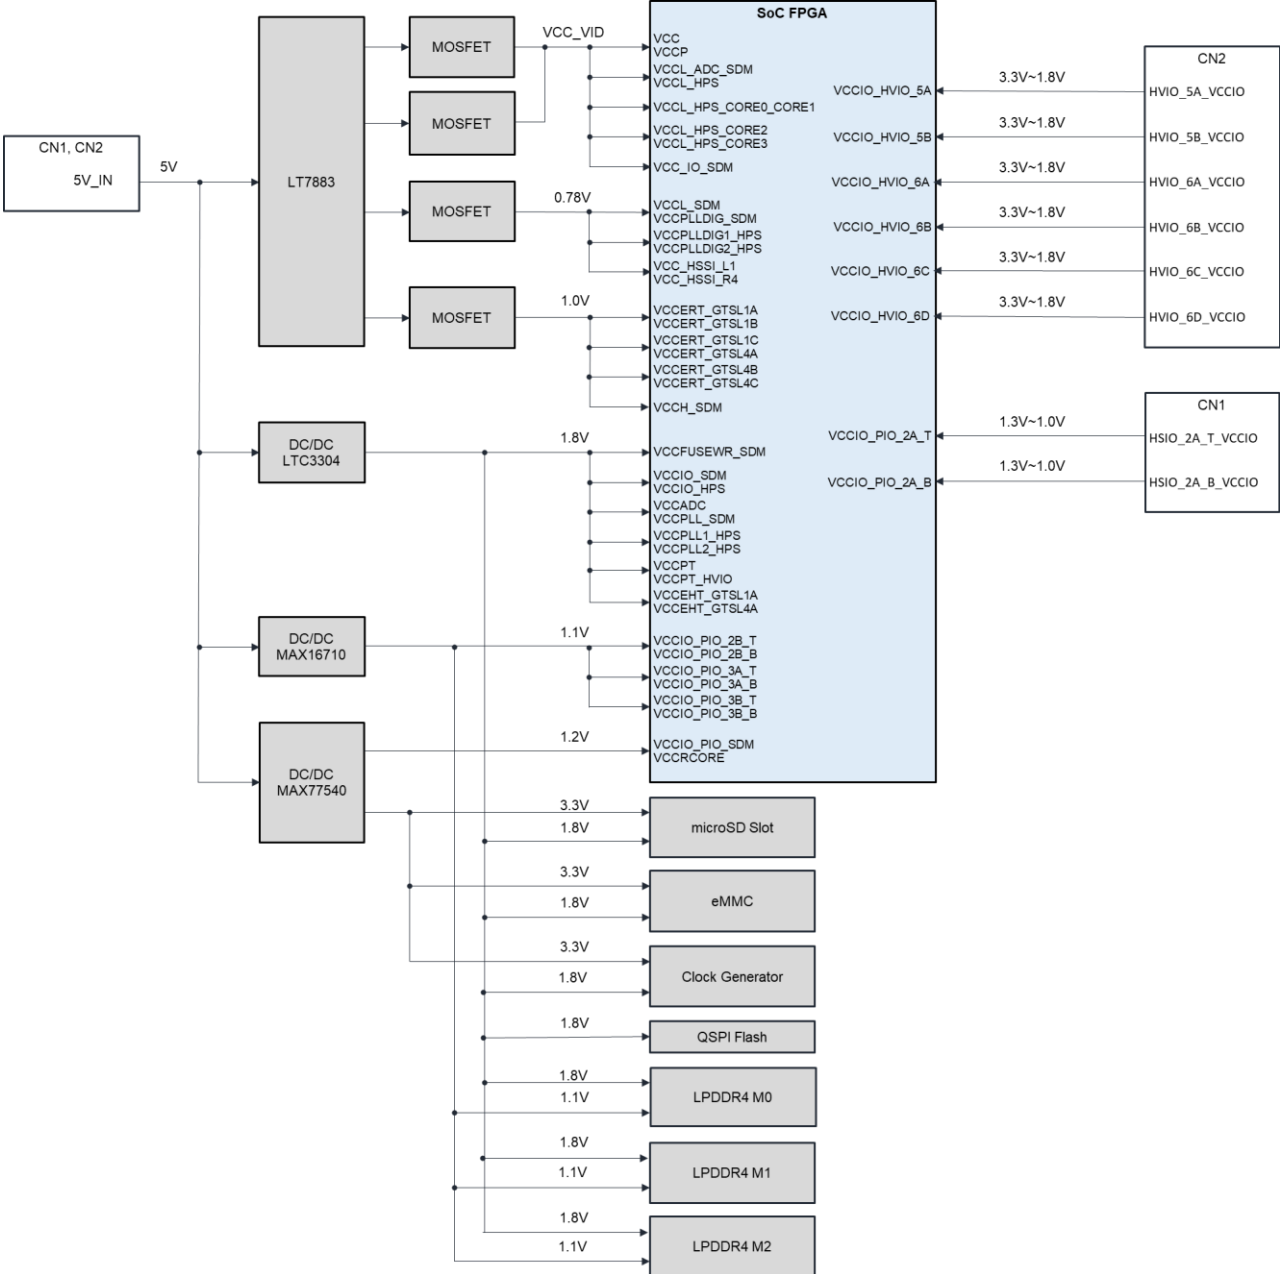 SoC FPGA
CN1, CN2
5V_IN
5V
LT7883
MOSFET
MOSFET
MOSFET
MOSFET
VCC_VID
0.78V
1.0V
VCC
VCCP
VCCL_ADC_SDM
VCCL_HPS
VCCL_HPS_CORE0_CORE1
VCCL_HPS_CORE2
VCCL_HPS_CORE3
VCC_IO_SDM
VCCL_SDM
VCCPLLDIG_SDM
VCCPLLDIG1_HPS
VCCPLLDIG2_HPS
VCC_HSSI_L1
VCC_HSSI_R4
VCCERT_GTSL1A
VCCERT_GTSL1B
VCCERT_GTSL1C
VCCERT_GTSL4A
VCCERT_GTSL4B
VCCERT_GTSL4C
VCCH_SDM
DC/DC
LTC3304
1.8V
VCCFUSEWR_SDM
VCCIO_SDM
VCCIO_HPS
VCCADC
VCCPLL_SDM
VCCPLL1_HPS
VCCPLL2_HPS
VCCPT
VCCPT_HVIO
VCCEHT_GTSL1A
VCCEHT_GTSL4A
DC/DC
MAX16710
1.1V
VCCIO_PIO_2B_T
VCCIO_PIO_2B_B
VCCIO_PIO_3A_T
VCCIO_PIO_3A_B
VCCIO_PIO_3B_T
VCCIO_PIO_3B_B
DC/DC
MAX77540
1.2V
VCCIO_PIO_SDM
VCCRCORE
VCCIO_HVIO_5A
VCCIO_HVIO_5B
VCCIO_HVIO_6A
VCCIO_HVIO_6B
VCCIO_HVIO_6C
VCCIO_HVIO_6D
3.3V~1.8V
3.3V~1.8V
3.3V~1.8V
3.3V~1.8V
3.3V~1.8V
3.3V~1.8V
CN2
HVIO_5A_VCCIO
HVIO_5B_VCCIO
HVIO_6A_VCCIO
HVIO_6B_VCCIO
HVIO_6C_VCCIO
HVIO_6D_VCCIO
VCCIO_PIO_2A_T
VCCIO_PIO_2A_B
1.3V~1.0V
1.3V~1.0V
CN1
HSIO_2A_T_VCCIO
HSIO_2A_B_VCCIO
3.3V
1.8V
microSD Slot
3.3V
1.8V
eMMC
3.3V
1.8V
Clock Generator
1.8V
QSPI Flash
1.8V
1.1V
LPDDR4 M0
1.8V
1.1V
LPDDR4 M1
1.8V
1.1V
LPDDR4 M2